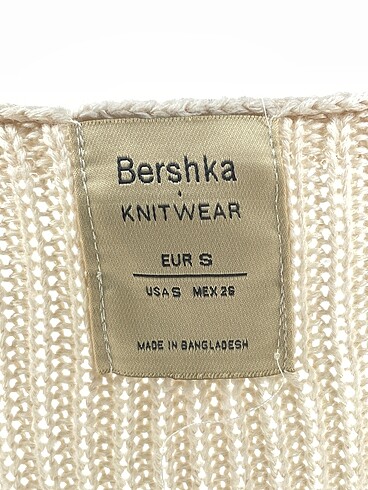 Bershka
KNITWEAR
EUR S
USA S MEX 26
MADE IN BANGLADESH